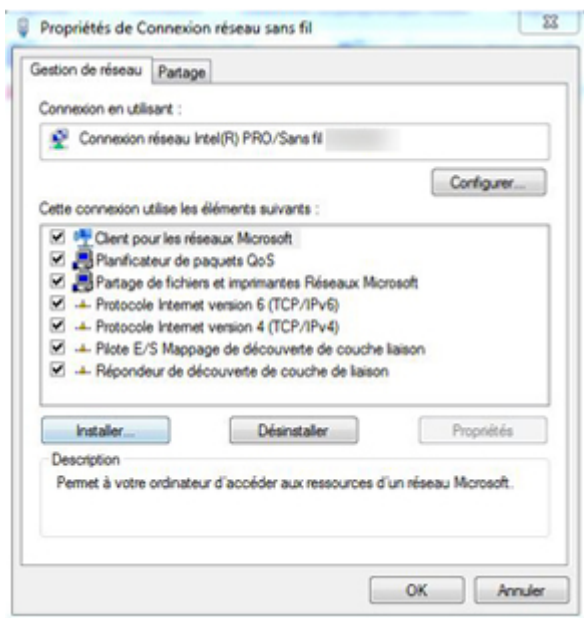 Propriétés de Connexion réseau sans fil
Gestion de réseau
Partage
Connexion en utilisant :
Connexion réseau Intel(R) PRO/Sans fil
Configurer...
Cette connexion utilise les éléments suivants :
Client pour les réseaux Microsoft
Planificateur de paquets QoS
Partage de fichiers et imprimantes Réseaux Microsoft
Protocole Internet version 6 (TCP/IPv6)
Protocole Internet version 4 (TCP/IPv4)
Pilote E/S Mappage de découverte de couche liaison
Répondeur de découverte de couche de liaison
Installer...
Désinstaller
Propriétés
Description
Permet à votre ordinateur d'accéder aux ressources d'un réseau Microsoft.
OK
Annuler